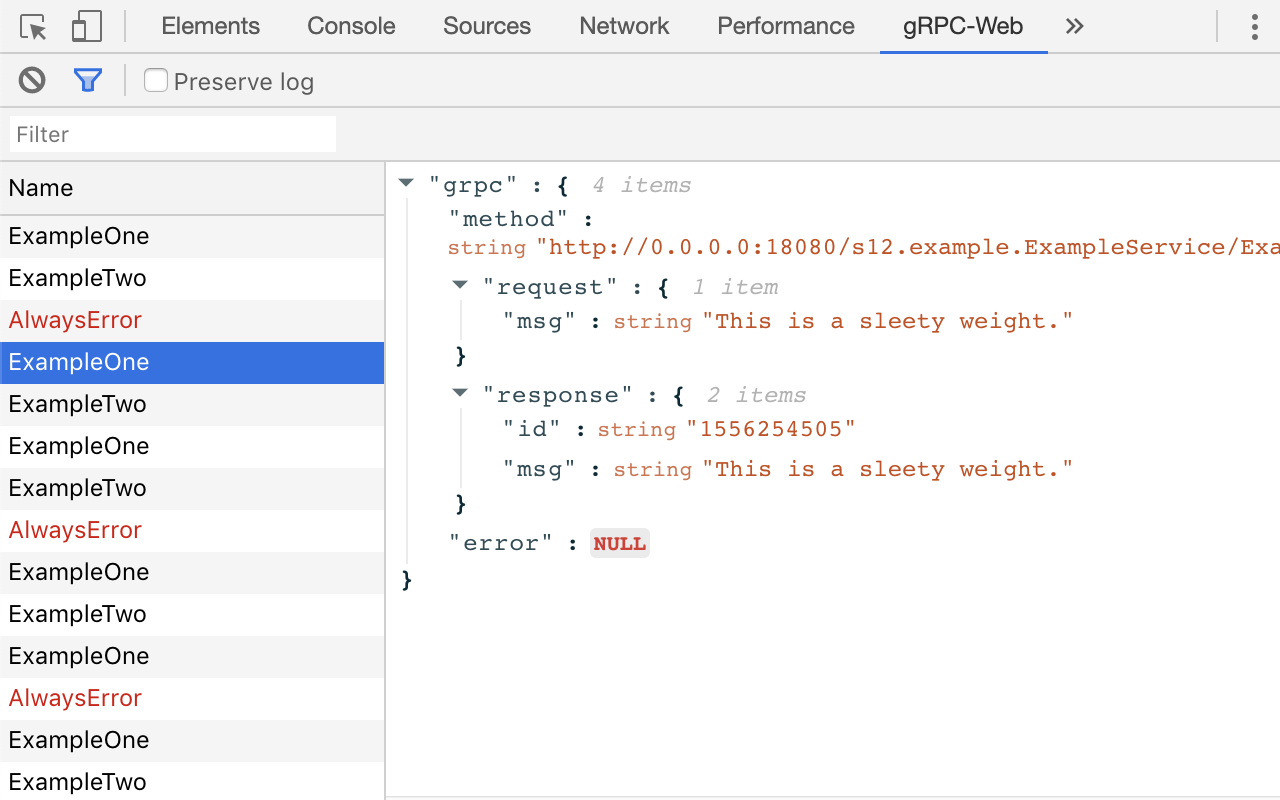 Elements Console Sources Network Performance gRPC-Web
Preserve log
Filter
Name
ExampleOne
ExampleTwo
AlwaysError
ExampleOne
ExampleTwo
ExampleOne
ExampleTwo
AlwaysError
ExampleOne
ExampleTwo
ExampleOne
AlwaysError
ExampleOne
ExampleTwo
"grpc" : { 4 items
"method" :
string "http://0.0.0.0:18080/s12.example.ExampleService/Exa
"request" : { 1 item
"msg" : string "This is a sleety weight."
}
"response" : { 2 items
"id" : string "1556254505"
"msg" : string "This is a sleety weight."
}
"error" : NULL
}